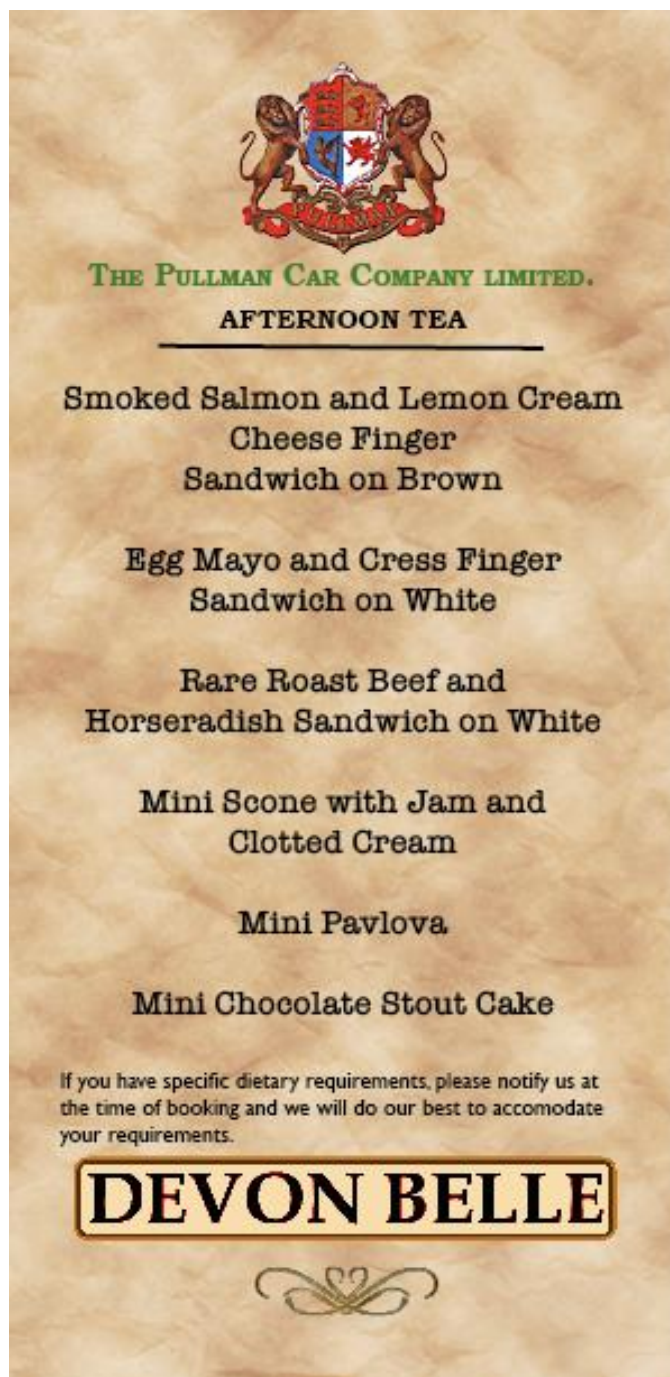 THE PULLMAN CAR COMPANY LIMITED.
AFTERNOON TEA
Smoked Salmon and Lemon Cream
Cheese Finger
Sandwich on Brown
Egg Mayo and Cress Finger
Sandwich on White
Rare Roast Beef and
Horseradish Sandwich on White
Mini Scone with Jam and
Clotted Cream
Mini Pavlova
Mini Chocolate Stout Cake
If you have specific dietary requirements, please notify us at
the time of booking and we will do our best to accomodate
your requirements.
DEVON BELLE